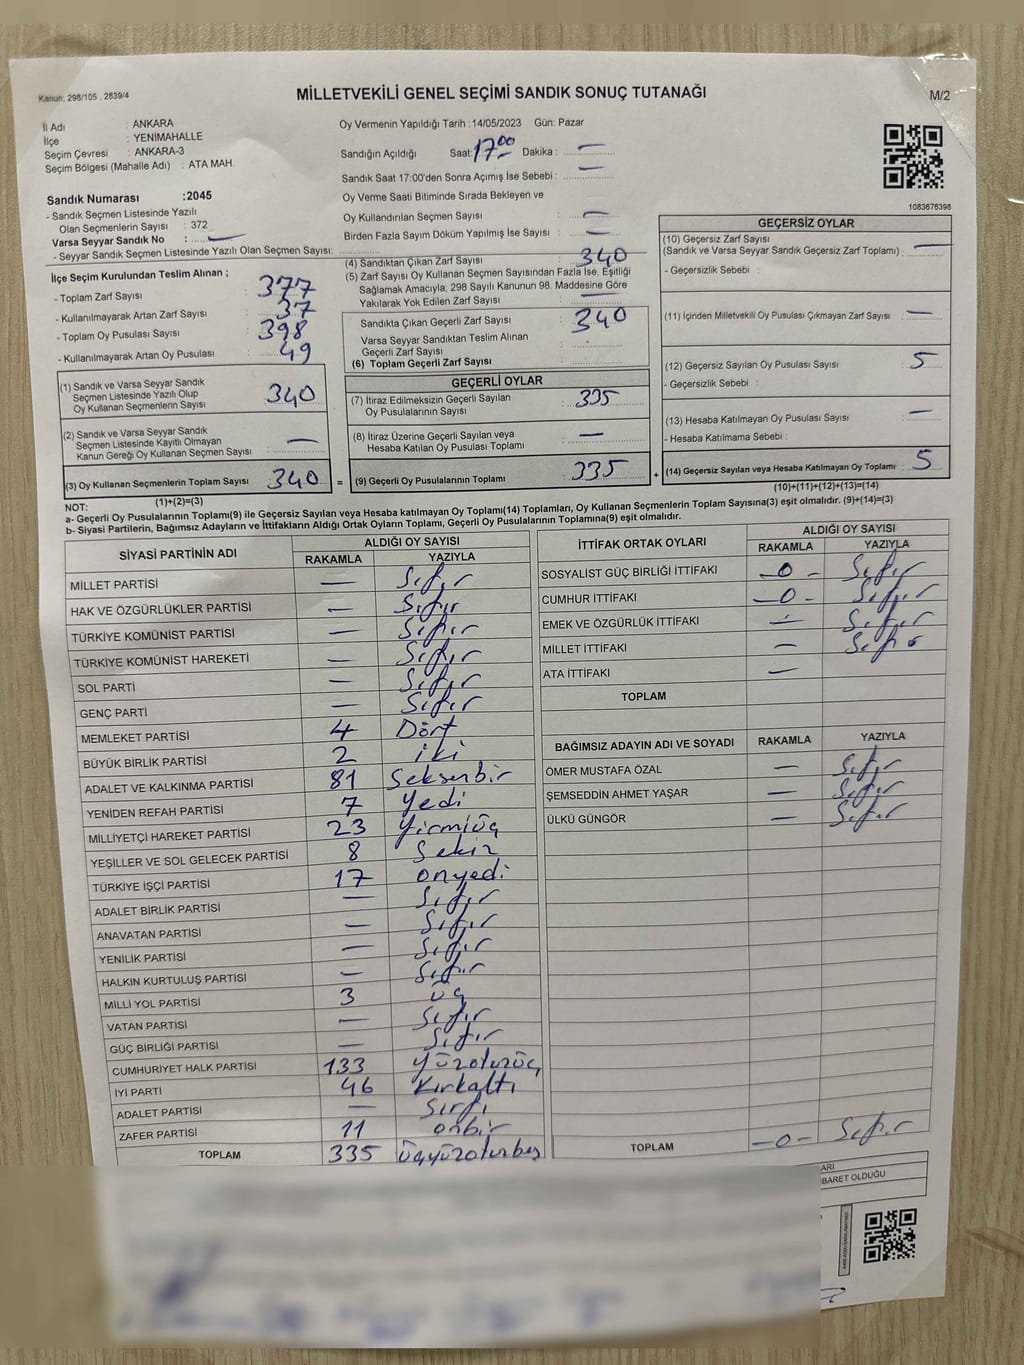 Kanun: 298/105 , 2839/4
MİLLETVEKİLİ GENEL SEÇİMİ SANDIK SONUÇ TUTANAĞI
M/2
İl Adı : ANKARA
İlçe : YENİMAHALLE
Seçim Çevresi : ANKARA-3
Seçim Bölgesi (Mahalle Adı) : ATA MAH.
Oy Vermenin Yapıldığı Tarih :14/05/2023 Gün: Pazar
Sandığın Açıldığı Saat: 17:00 Dakika : —
Sandık Saat 17:00'den Sonra Açımış İse Sebebi : —
Oy Verme Saati Bitiminde Sırada Bekleyen ve
Oy Kullandırılan Seçmen Sayısı : —
Birden Fazla Sayım Döküm Yapılmış İse Sayısı : —
1083676398
Sandık Numarası :2045
- Sandık Seçmen Listesinde Yazılı
Olan Seçmenlerin Sayısı : 372
Varsa Seyyar Sandık No : —
- Seyyar Sandık Seçmen Listesinde Yazılı Olan Seçmen Sayısı:
İlçe Seçim Kurulundan Teslim Alınan ;
- Toplam Zarf Sayısı : 377
- Kullanılmayarak Artan Zarf Sayısı : 37
- Toplam Oy Pusulası Sayısı : 398
- Kullanılmayarak Artan Oy Pusulası : 49
(1) Sandık ve Varsa Seyyar Sandık
Seçmen Listesinde Yazılı Olup
Oy Kullanan Seçmenlerin Sayısı : 340
(2) Sandık ve Varsa Seyyar Sandık
Seçmen Listesinde Kayıtlı Olmayan
Kanun Gereği Oy Kullanan Seçmen Sayısı : —
(3) Oy Kullanan Seçmenlerin Toplam Sayısı : 340 =
(1)+(2)=(3)
(4) Sandıktan Çıkan Zarf Sayısı : 340
(5) Zarf Sayısı Oy Kullanan Seçmen Sayısından Fazla İse, Eşitliği
Sağlamak Amacıyla; 298 Sayılı Kanunun 98. Maddesine Göre
Yakılarak Yok Edilen Zarf Sayısı : —
Sandıkta Çıkan Geçerli Zarf Sayısı : 340
Varsa Seyyar Sandıktan Teslim Alınan
Geçerli Zarf Sayısı :
(6) Toplam Geçerli Zarf Sayısı :
GEÇERLİ OYLAR
(7) İtiraz Edilmeksizin Geçerli Sayılan
Oy Pusulalarının Sayısı : 335
(8) İtiraz Üzerine Geçerli Sayılan veya
Hesaba Katılan Oy Pusulası Toplamı : —
(9) Geçerli Oy Pusulalarının Toplamı : 335 +
GEÇERSİZ OYLAR
(10) Geçersiz Zarf Sayısı
(Sandık ve Varsa Seyyar Sandık Geçersiz Zarf Toplamı) : —
- Geçersizlik Sebebi :
(11) İçinden Milletvekili Oy Pusulası Çıkmayan Zarf Sayısı : —
(12) Geçersiz Sayılan Oy Pusulası Sayısı : 5
- Geçersizlik Sebebi :
(13) Hesaba Katılmayan Oy Pusulası Sayısı : —
- Hesaba Katılmama Sebebi :
(14) Geçersiz Sayılan veya Hesaba Katılmayan Oy Toplamı : 5
(10)+(11)+(12)+(13)=(14)
NOT:
a- Geçerli Oy Pusulalarının Toplamı(9) ile Geçersiz Sayılan veya Hesaba Katılmayan Oy Toplamı(14) Toplamları, Oy Kullanan Seçmenlerin Toplam Sayısına(3) eşit olmalıdır. (9)+(14)=(3)
b- Siyasi Partilerin, Bağımsız Adayların ve İttifakların Aldığı Ortak Oyların Toplamı, Geçerli Oy Pusulalarının Toplamına(9) eşit olmalıdır.
SİYASİ PARTİNİN ADI ALDIĞI OY SAYISI
RAKAMLA YAZIYLA
MİLLET PARTİSİ — Sıfır
HAK VE ÖZGÜRLÜKLER PARTİSİ — Sıfır
TÜRKİYE KOMÜNİST PARTİSİ — Sıfır
TÜRKİYE KOMÜNİST HAREKETİ — Sıfır
SOL PARTİ — Sıfır
GENÇ PARTİ — Sıfır
MEMLEKET PARTİSİ 4 Dört
BÜYÜK BİRLİK PARTİSİ 2 iki
ADALET VE KALKINMA PARTİSİ 81 Seksenbir
YENİDEN REFAH PARTİSİ 7 Yedi
MİLLİYETÇİ HAREKET PARTİSİ 23 Yirmiüç
YEŞİLLER VE SOL GELECEK PARTİSİ 8 Sekiz
TÜRKİYE İŞÇİ PARTİSİ 17 onyedi
ADALET BİRLİK PARTİSİ — Sıfır
ANAVATAN PARTİSİ — Sıfır
YENİLİK PARTİSİ — Sıfır
HALKIN KURTULUŞ PARTİSİ — Sıfır
MİLLİ YOL PARTİSİ 3 üç
VATAN PARTİSİ — Sıfır
GÜÇ BİRLİĞİ PARTİSİ — Sıfır
CUMHURİYET HALK PARTİSİ 133 yüzotuzüç
İYİ PARTİ 46 Kırkaltı
ADALET PARTİSİ — Sırfı
ZAFER PARTİSİ 11 onbir
TOPLAM 335 üçyüzotuzbeş
İTTİFAK ORTAK OYLARI ALDIĞI OY SAYISI
RAKAMLA YAZIYLA
SOSYALİST GÜÇ BİRLİĞİ İTTİFAKI -0- Sıfır
CUMHUR İTTİFAKI -0- Sıfır
EMEK VE ÖZGÜRLÜK İTTİFAKI — Sıfır
MİLLET İTTİFAKI — Sıfır
ATA İTTİFAKI —
TOPLAM
BAĞIMSIZ ADAYIN ADI VE SOYADI RAKAMLA YAZIYLA
ÖMER MUSTAFA ÖZAL — Sıfır
ŞEMSEDDİN AHMET YAŞAR — Sıfır
ÜLKÜ GÜNGÖR — Sıfır
TOPLAM -0- Sıfır
ARI
BARET OLDUĞU